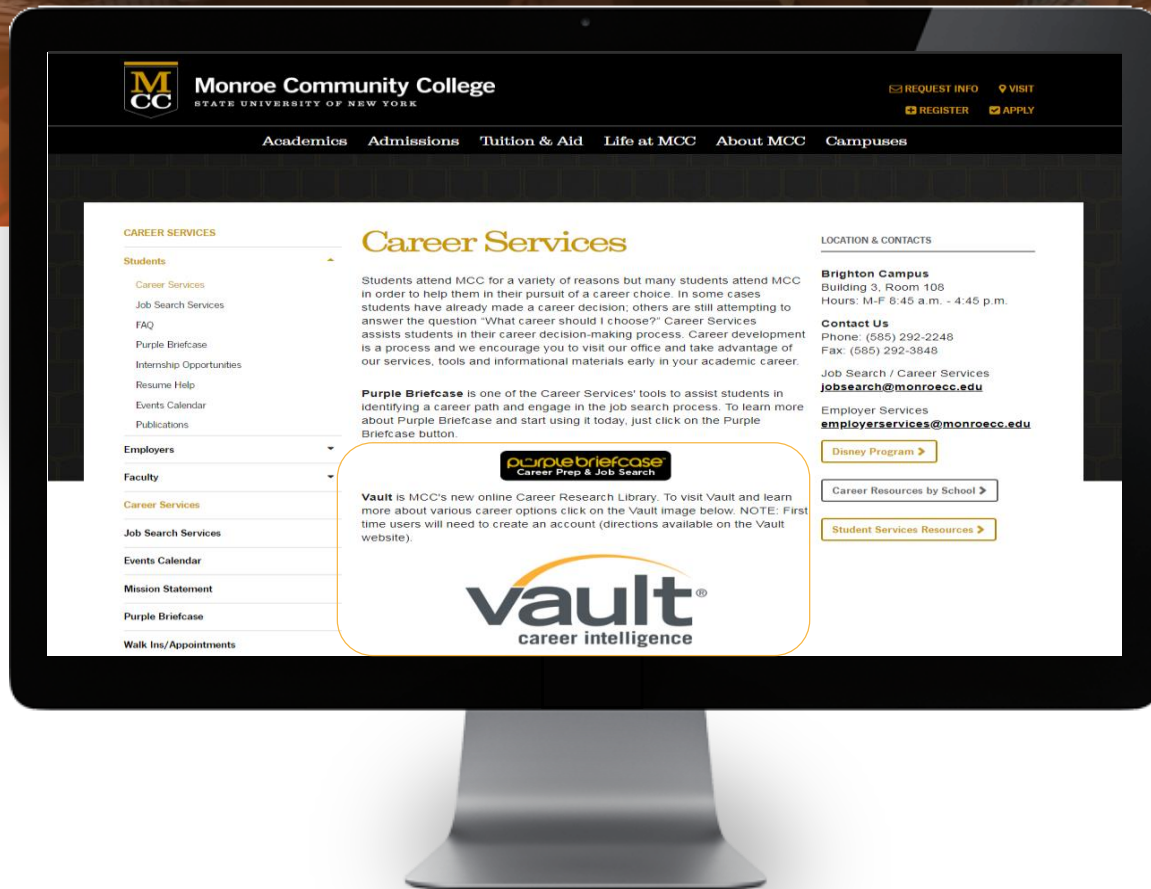 MCC
Monroe Community College
STATE UNIVERSITY OF NEW YORK
REQUEST INFO
VISIT
REGISTER
APPLY
Academics Admissions Tuition & Aid Life at MCC About MCC Campuses
CAREER SERVICES
Students
Career Services
Job Search Services
FAQ
Purple Briefcase
Internship Opportunities
Resume Help
Events Calendar
Publications
Employers
Faculty
Career Services
Job Search Services
Events Calendar
Mission Statement
Purple Briefcase
Walk Ins/Appointments
Career Services
Students attend MCC for a variety of reasons but many students attend MCC
in order to help them in their pursuit of a career choice. In some cases
students have already made a career decision; others are still attempting to
answer the question "What career should I choose?" Career Services
assists students in their career decision-making process. Career development
is a process and we encourage you to visit our office and take advantage of
our services, tools and informational materials early in your academic career.
Purple Briefcase is one of the Career Services' tools to assist students in
identifying a career path and engage in the job search process. To learn more
about Purple Briefcase and start using it today, just click on the Purple
Briefcase button.
purplebriefcase
Career Prep & Job Search
Vault is MCC's new online Career Research Library. To visit Vault and learn
more about various career options click on the Vault image below. NOTE: First
time users will need to create an account (directions available on the Vault
website).
vault®
career intelligence
LOCATION & CONTACTS
Brighton Campus
Building 3, Room 108
Hours: M-F 8:45 a.m. - 4:45 p.m.
Contact Us
Phone: (585) 292-2248
Fax: (585) 292-3848
Job Search / Career Services
jobsearch@monroecc.edu
Employer Services
employerservices@monroecc.edu
Disney Program
Career Resources by School
Student Services Resources